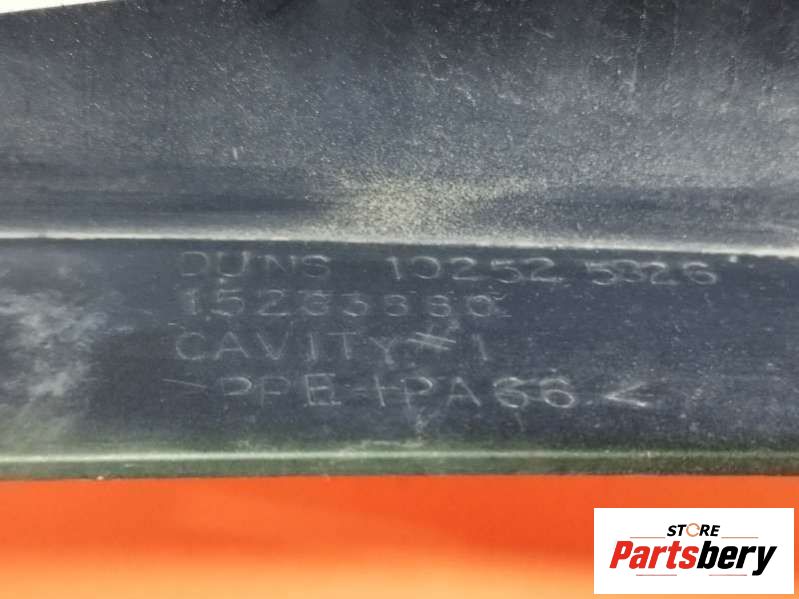 DUNS 10252 5326
15233880
CAVITY #1
>PPE+PA66<
STORE
Partsbery